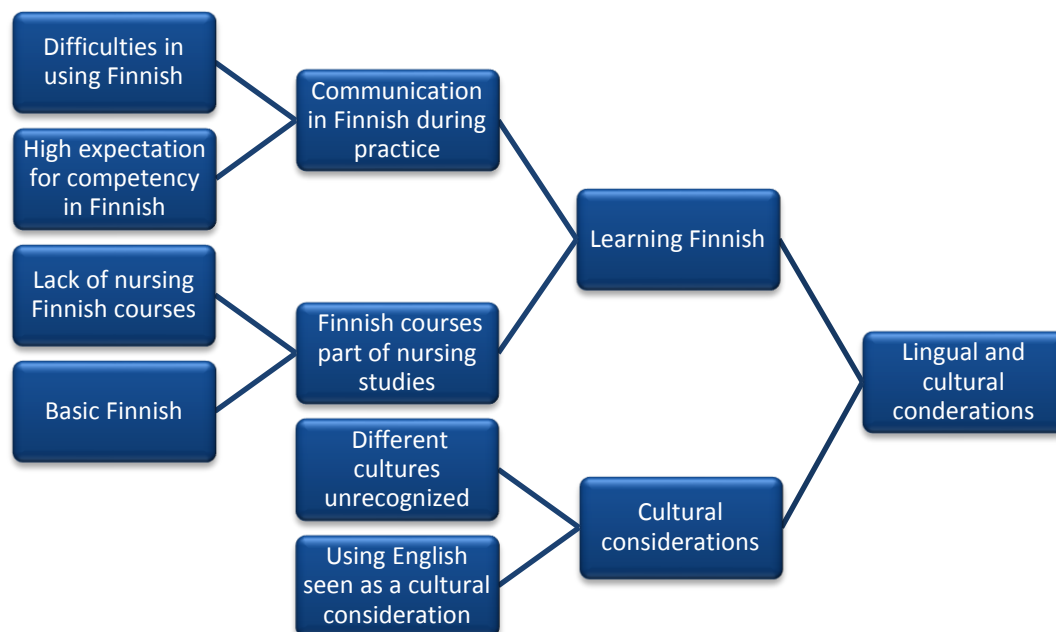 Difficulties in
using Finnish
High expectation
for competency
in Finnish
Lack of nursing
Finnish courses
Basic Finnish
Communication
in Finnish during
practice
Finnish courses
part of nursing
studies
Different
cultures
unrecognized
Using English
seen as a cultural
consideration
Learning Finnish
Cultural
considerations
Lingual and
cultural
conderations